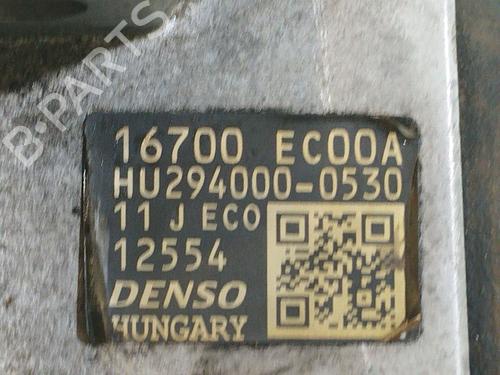 B·PARTS
16700 EC00A
HU294000-0530
11 J ECO
12554
DENSO
HUNGARY